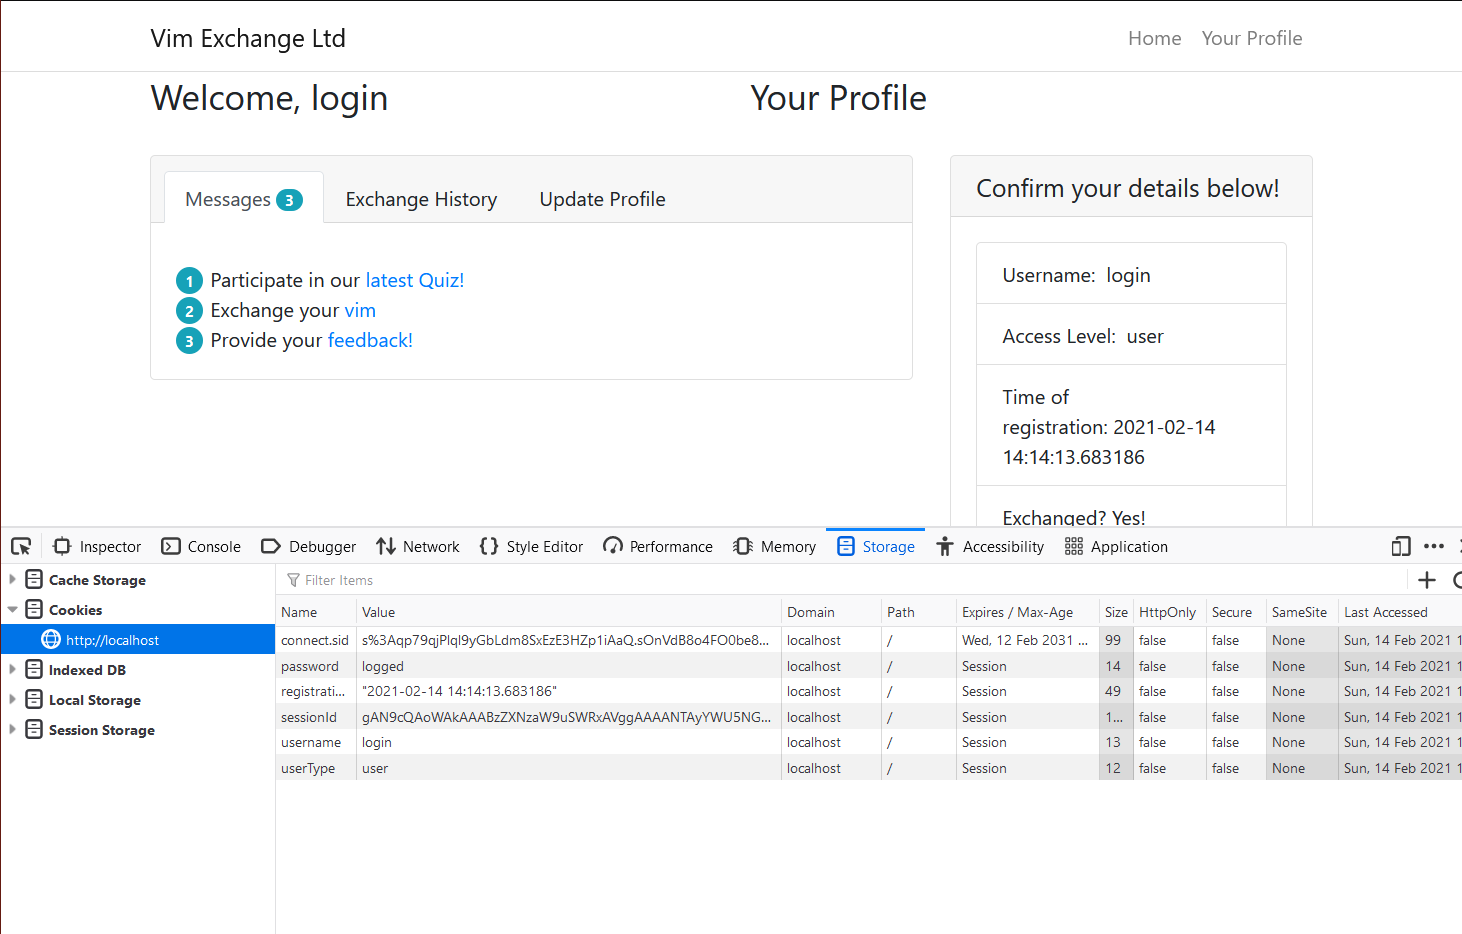 Vim Exchange Ltd
Home Your Profile
Welcome, login
Your Profile
Messages 3 Exchange History Update Profile
1 Participate in our latest Quiz!
2 Exchange your vim
3 Provide your feedback!
Confirm your details below!
Username: login
Access Level: user
Time of
registration: 2021-02-14
14:14:13.683186
Exchanged? Yes!
Inspector Console Debugger Network Style Editor Performance Memory Storage Accessibility Application
Cache Storage
Cookies
http://localhost
Indexed DB
Local Storage
Session Storage
Filter Items
Name Value Domain Path Expires / Max-Age Size HttpOnly Secure SameSite Last Accessed
connect.sid localhost / Wed, 12 Feb 2031 ... 99 false false None Sun, 14 Feb 2021 1
password logged localhost / Session 14 false false None Sun, 14 Feb 2021 1
registrati... "2021-02-14 14:14:13.683186" localhost / Session 49 false false None Sun, 14 Feb 2021 1
sessionId localhost / Session 1... false false None Sun, 14 Feb 2021 1
username login localhost / Session 13 false false None Sun, 14 Feb 2021 1
userType user localhost / Session 12 false false None Sun, 14 Feb 2021 1